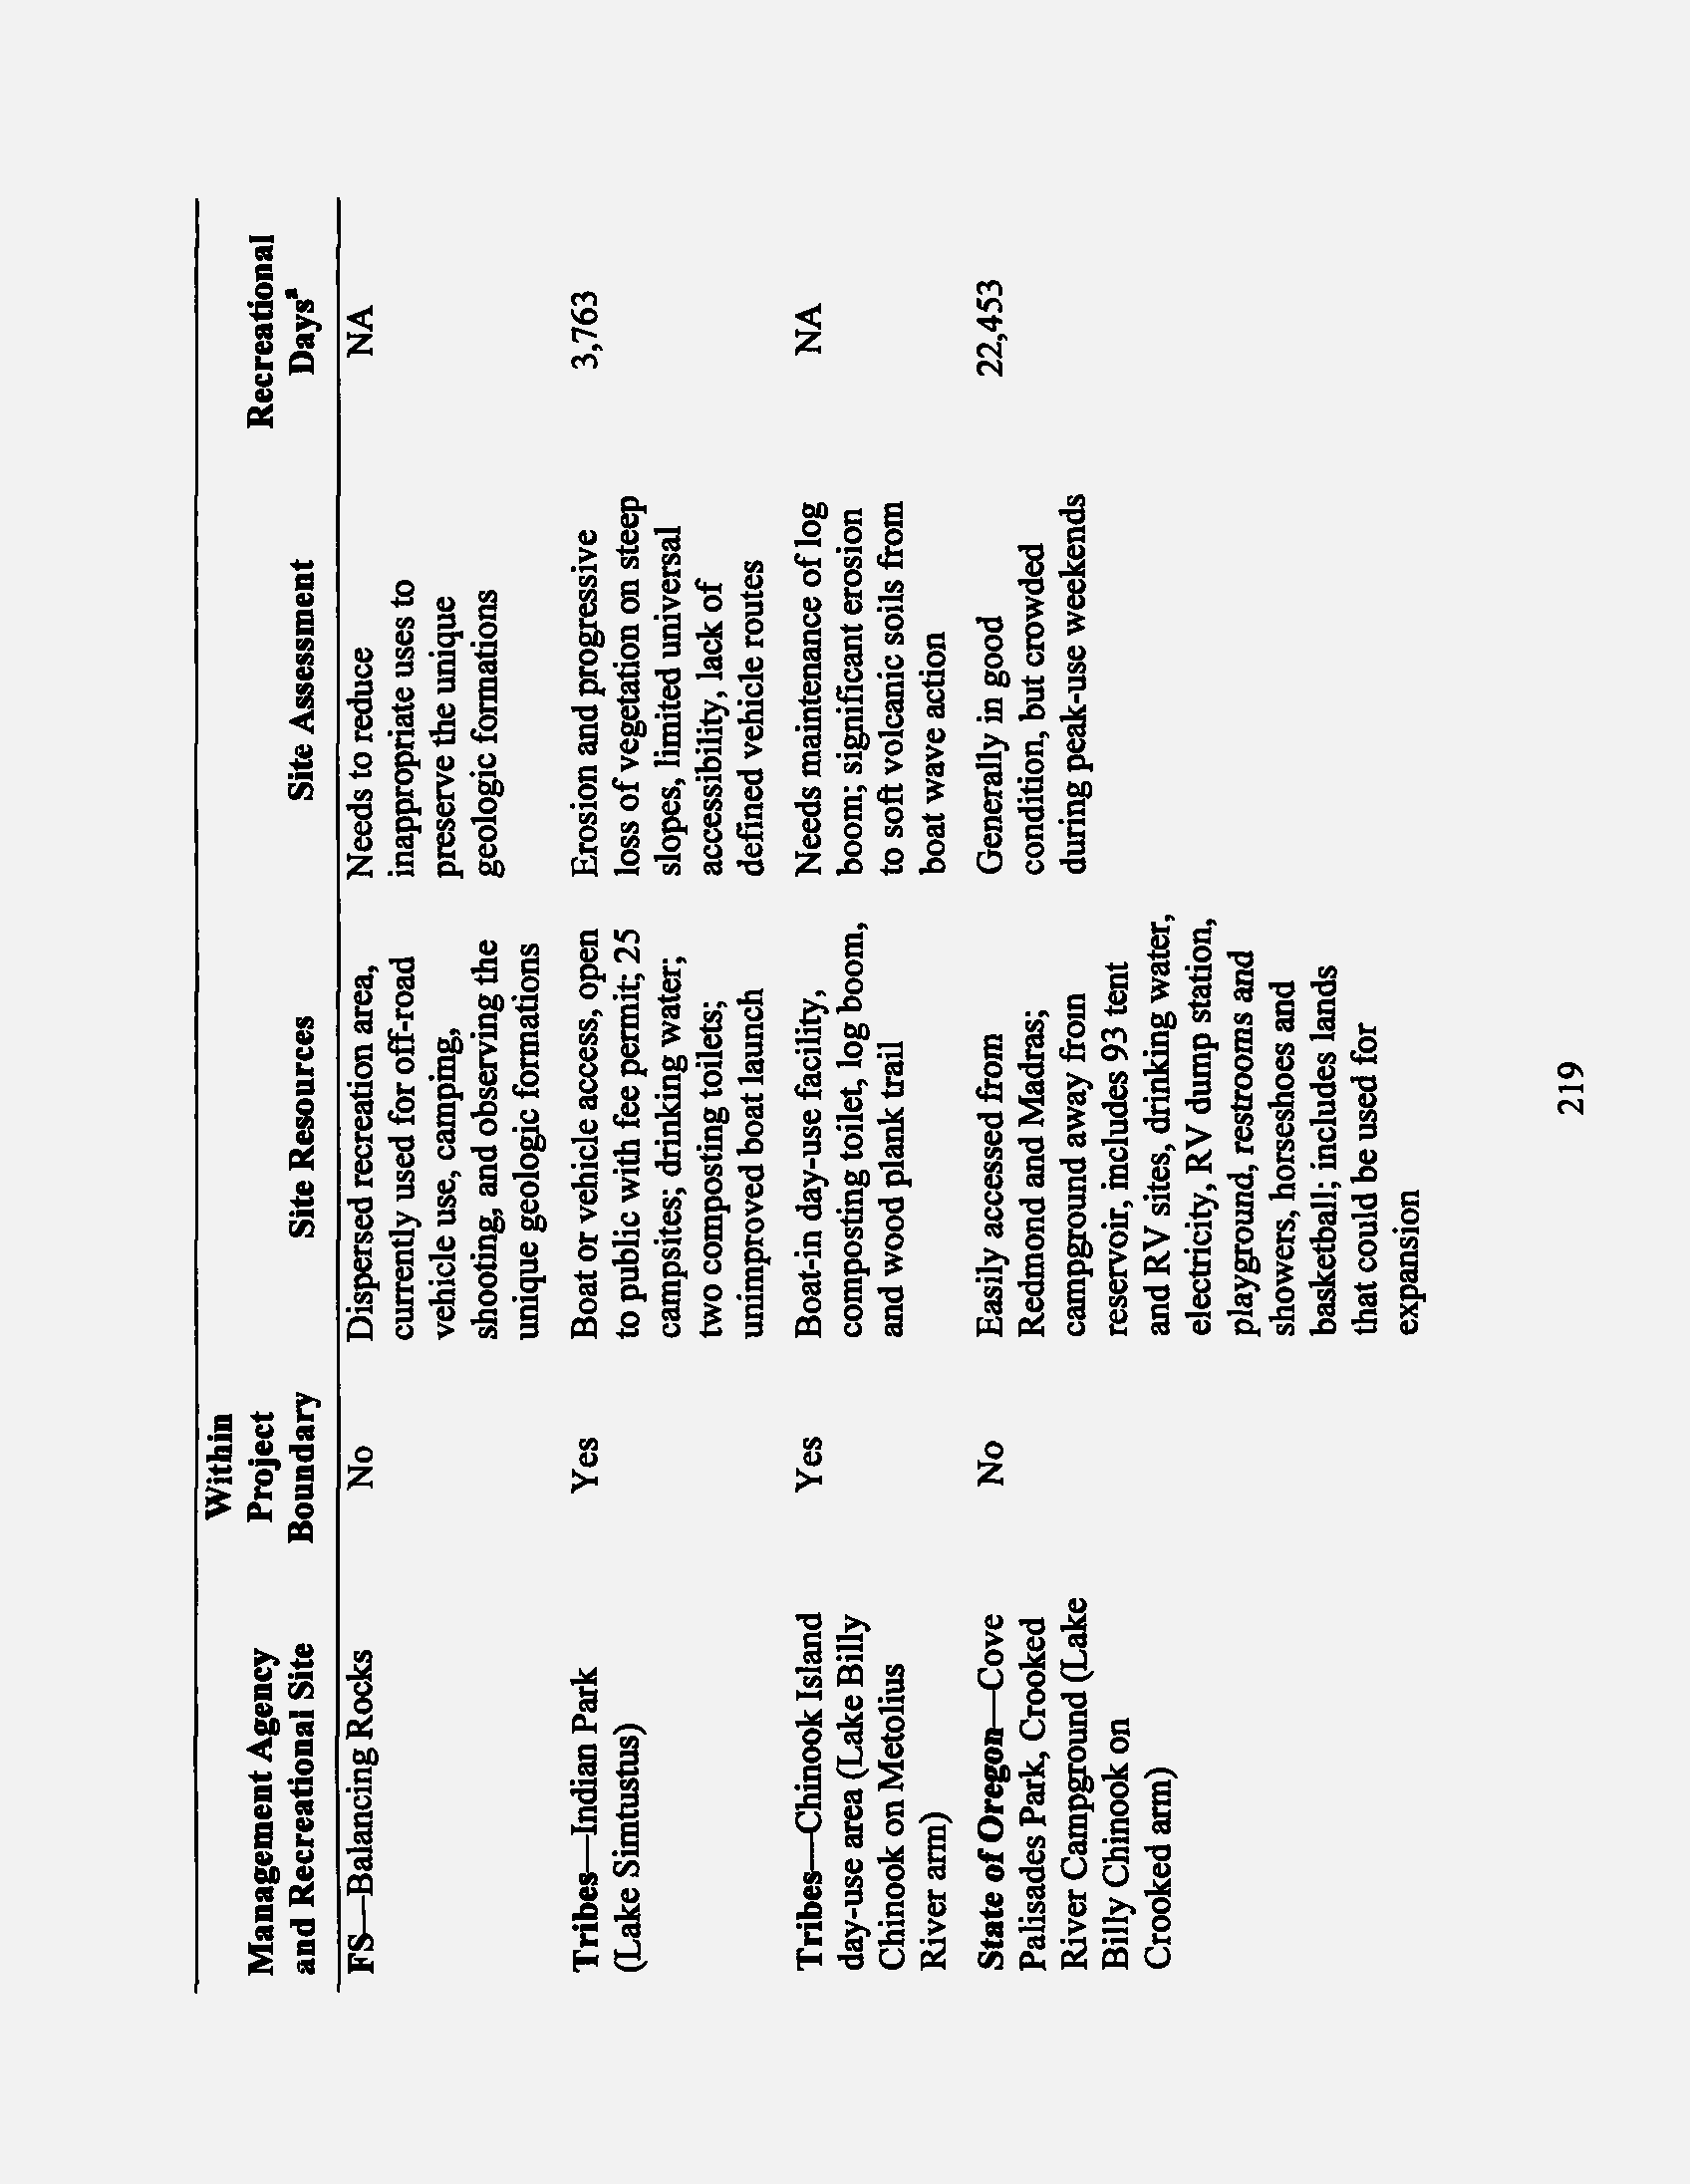 Management Agency and Recreational Site | Within Project Boundary | Site Resources | Site Assessment | Recreational Daysª
FS—Balancing Rocks
No
Dispersed recreation area,
currently used for off-road
vehicle use, camping,
shooting, and observing the
unique geologic formations
Needs to reduce
inappropriate uses to
preserve the unique
geologic formations
NA
Tribes—Indian Park
(Lake Simtustus)
Yes
Boat or vehicle access, open
to public with fee permit; 25
campsites; drinking water;
two composting toilets;
unimproved boat launch
Erosion and progressive
loss of vegetation on steep
slopes, limited universal
accessibility, lack of
defined vehicle routes
3,763
Tribes—Chinook Island
day-use area (Lake Billy
Chinook on Metolius
River arm)
Yes
Boat-in day-use facility,
composting toilet, log boom,
and wood plank trail
Needs maintenance of log
boom; significant erosion
to soft volcanic soils from
boat wave action
NA
State of Oregon—Cove
Palisades Park, Crooked
River Campground (Lake
Billy Chinook on
Crooked arm)
No
Easily accessed from
Redmond and Madras;
campground away from
reservoir, includes 93 tent
and RV sites, drinking water,
electricity, RV dump station,
playground, restrooms and
showers, horseshoes and
basketball; includes lands
that could be used for
expansion
Generally in good
condition, but crowded
during peak-use weekends
22,453
219